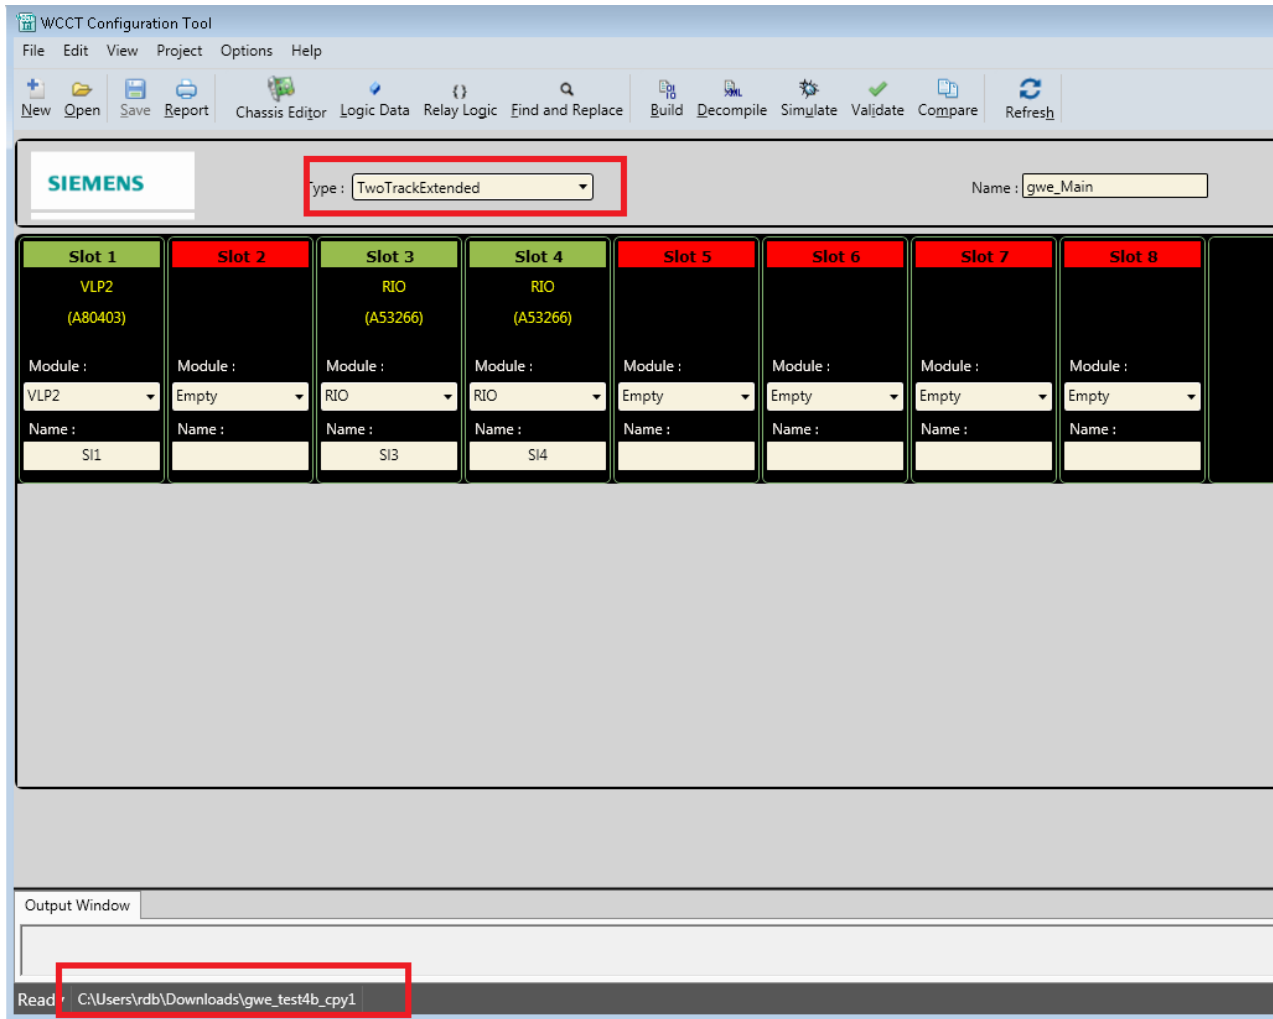 WCCT Configuration Tool
File Edit View Project Options Help
New Open Save Report Chassis Editor Logic Data Relay Logic Find and Replace Build Decompile Simulate Validate Compare Refresh
SIEMENS Type : TwoTrackExtended Name : gwe_Main
Slot 1 Slot 2 Slot 3 Slot 4 Slot 5 Slot 6 Slot 7 Slot 8
VLP2 RIO RIO
(A80403) (A53266) (A53266)
Module : Module : Module : Module : Module : Module : Module : Module :
VLP2 Empty RIO RIO Empty Empty Empty Empty
Name : Name : Name : Name : Name : Name : Name : Name :
SI1 SI3 SI4
Output Window
Ready C:\Users\rdb\Downloads\gwe_test4b_cpy1